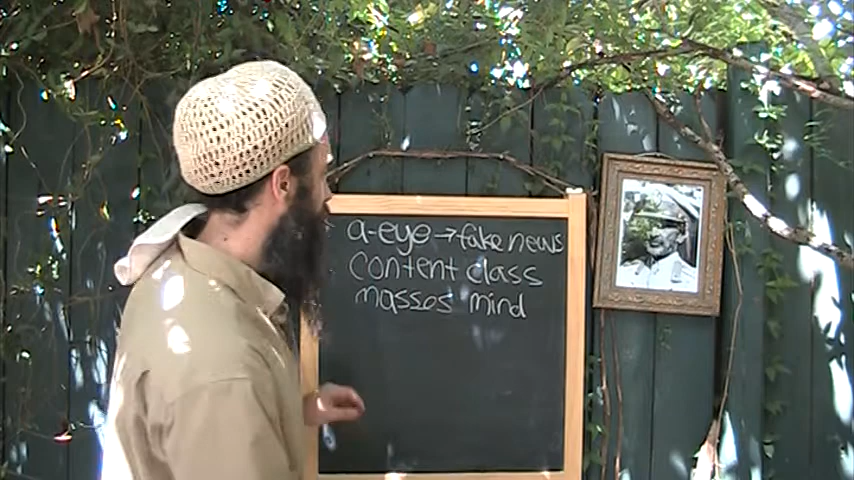 a-eye → fake news
content class
masses mind